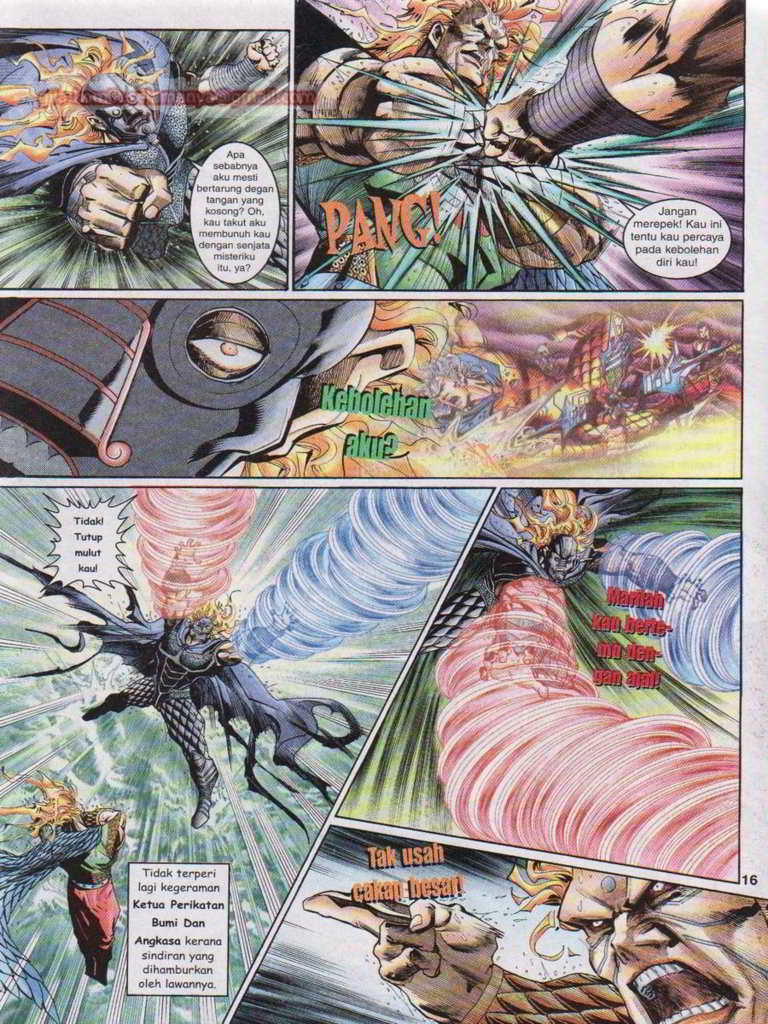 Apa
sebabnya
aku mesti
bertarung degan
tangan yang
kosong? Oh,
kau takut aku
membunuh kau
dengan senjata
misteriku
itu, ya?
PANG!
Jangan
merepek! Kau ini
tentu kau percaya
pada kebolehan
diri kau!
Kebolehan
aku?
Tidak!
Tutup
mulut
kau!
Marilah
kau berte-
mu den-
gan ajal!
Tidak terperi
lagi kegeraman
Ketua Perikatan
Bumi Dan
Angkasa kerana
sindiran yang
dihamburkan
oleh lawannya.
Tak usah
cakap besar!
16